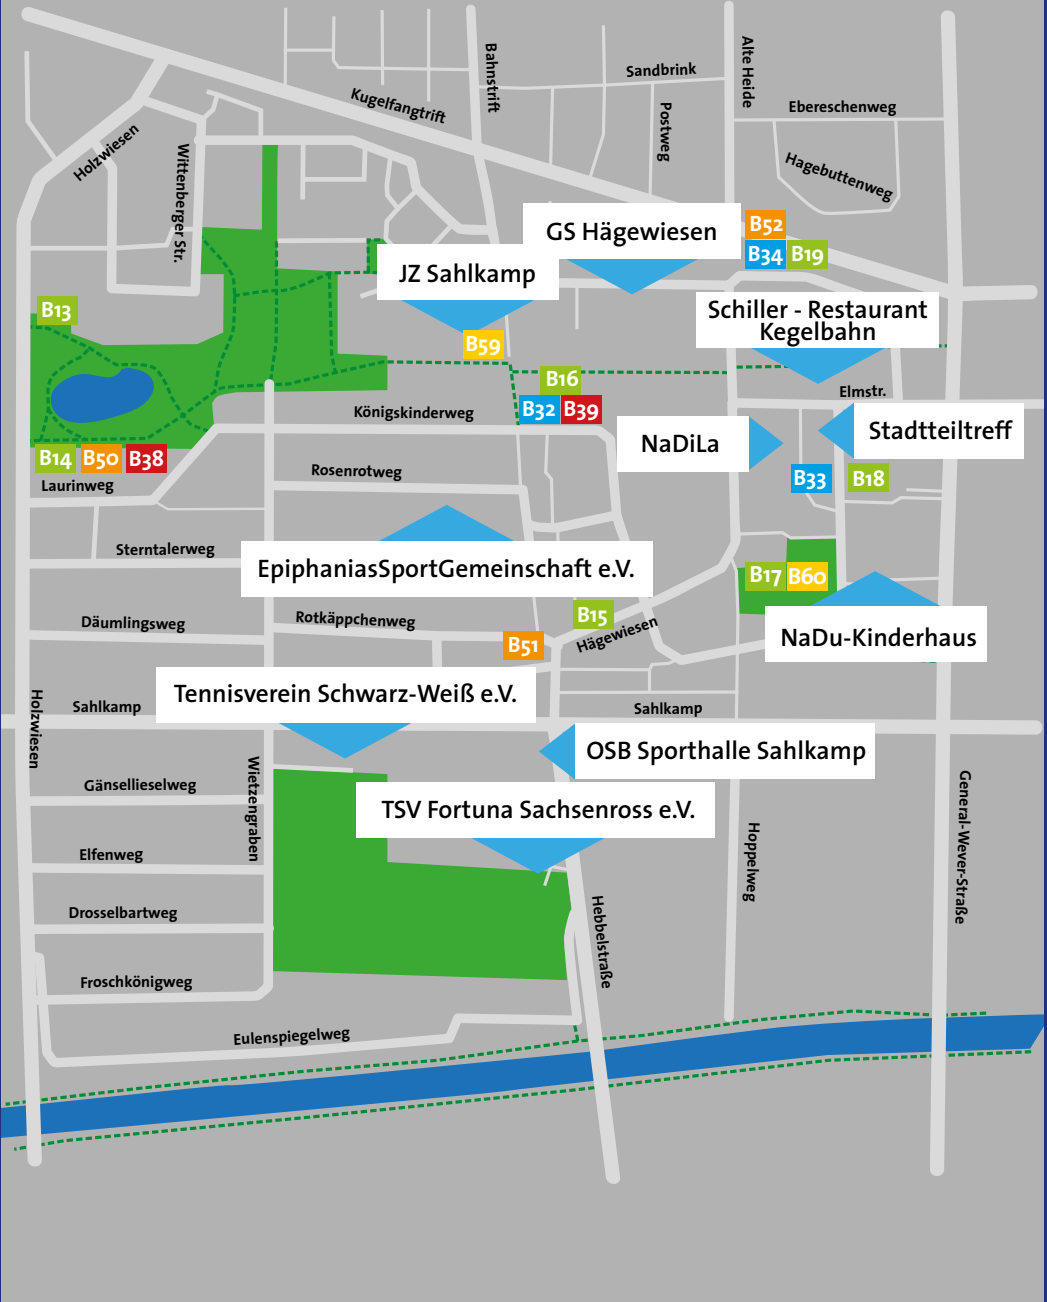 Bahnstrift
Alte Heide
Sandbrink
Kugelfangtrift
Postweg
Ebereschenweg
Holzwiesen
Wittenberger Str.
Hagebuttenweg
GS Hägewiesen
B52
B34
B19
JZ Sahlkamp
B13
Schiller - Restaurant
Kegelbahn
B59
B16
Elmstr.
B32
B39
Königskinderweg
NaDiLa
Stadtteiltreff
B14
B50
B38
Laurinweg
Rosenrotweg
B33
B18
Sterntalerweg
EpiphaniasSportGemeinschaft e.V.
B17
B60
Däumlingsweg
Rotkäppchenweg
B15
B51
Hägewiesen
NaDu-Kinderhaus
Holzwiesen
Tennisverein Schwarz-Weiß e.V.
Sahlkamp
Sahlkamp
OSB Sporthalle Sahlkamp
Gänsellieselweg
Wietzengraben
TSV Fortuna Sachsenross e.V.
General-Wever-Straße
Elfenweg
Hoppelweg
Drosselbartweg
Hebbelstraße
Froschkönigweg
Eulenspiegelweg